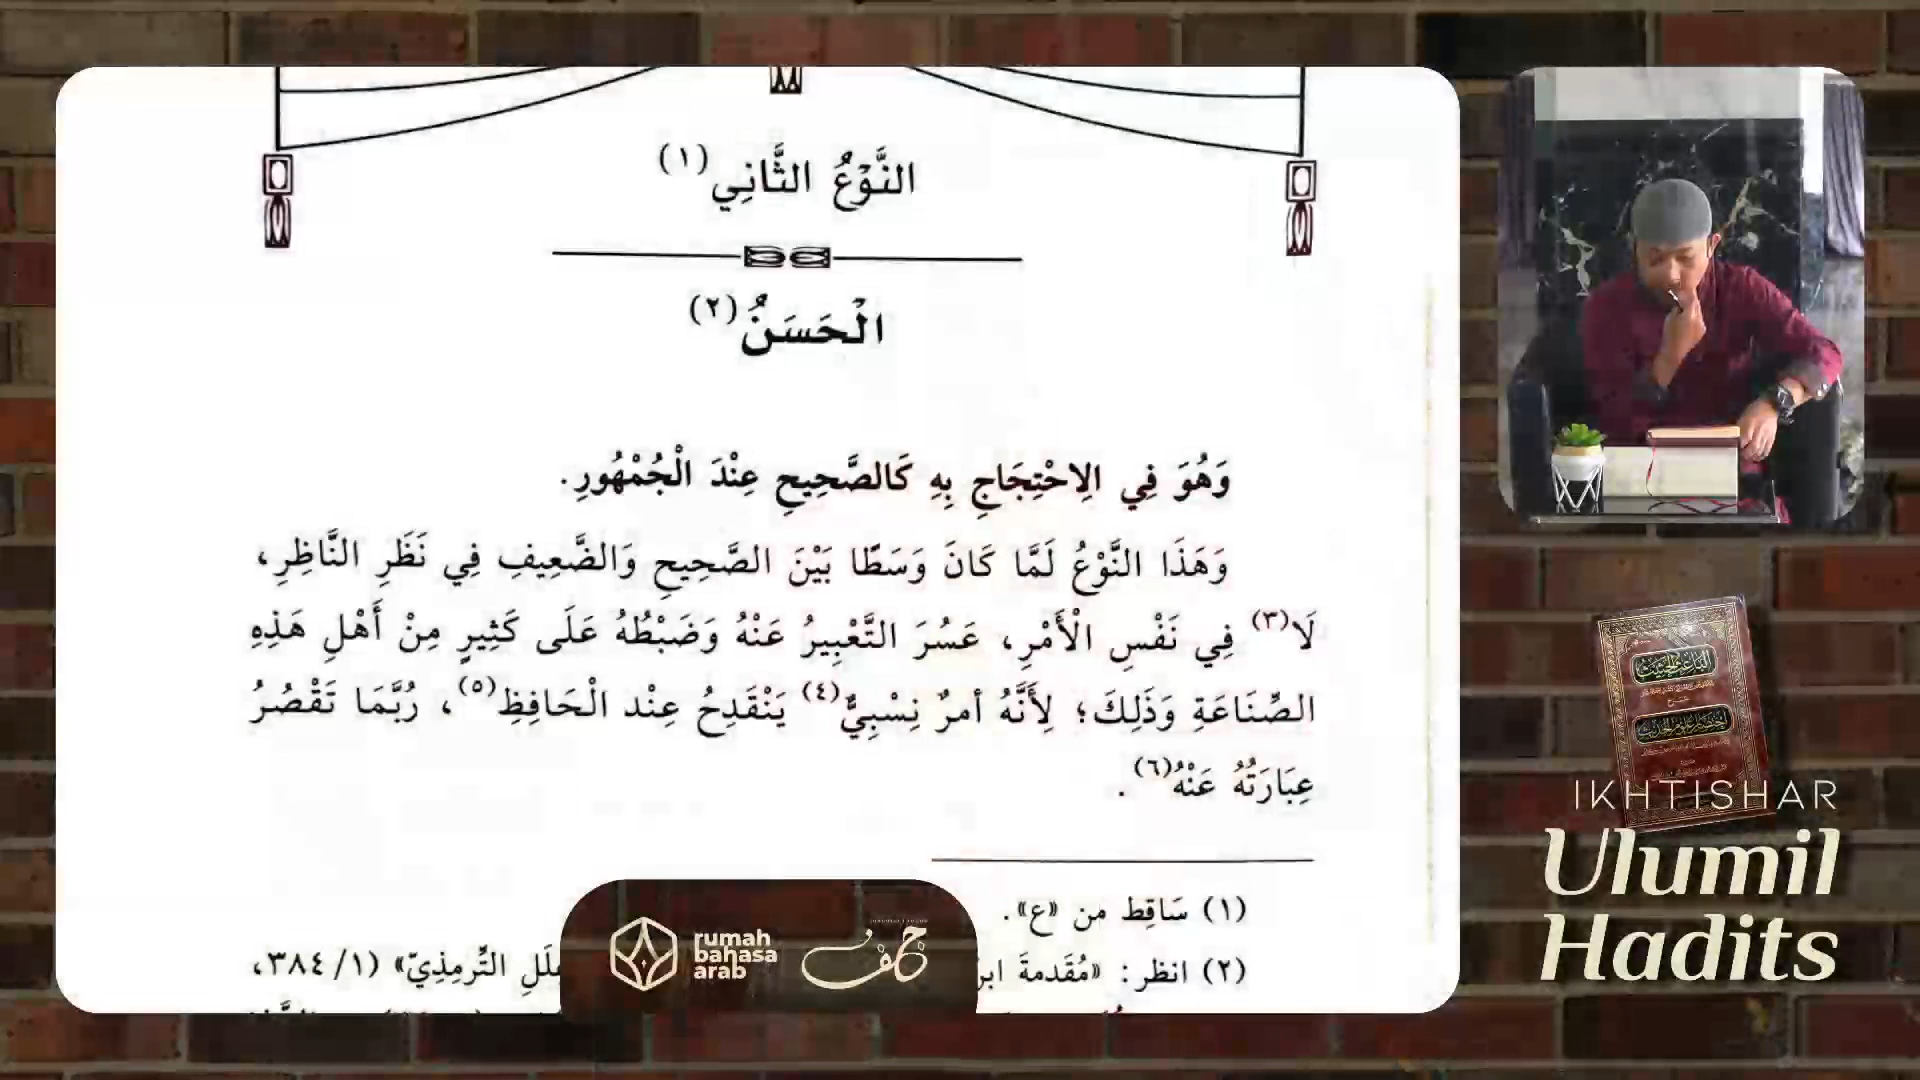 النَّوْعُ الثَّانِي (١)
الْحَسَنُ (٢)
وَهُوَ فِي الِاحْتِجَاجِ بِهِ كَالصَّحِيحِ عِنْدَ الْجُمْهُورِ.
وَهَذَا النَّوْعُ لَمَّا كَانَ وَسَطًا بَيْنَ الصَّحِيحِ وَالضَّعِيفِ فِي نَظَرِ النَّاظِرِ،
لَا (٣) فِي نَفْسِ الْأَمْرِ، عَسُرَ التَّعْبِيرُ عَنْهُ وَضَبْطُهُ عَلَى كَثِيرٍ مِنْ أَهْلِ هَذِهِ
الصِّنَاعَةِ وَذَلِكَ؛ لِأَنَّهُ أمرٌ نِسْبِيٌّ (٤) يَنْقَدِحُ عِنْد الْحَافِظِ (٥)، رُبَّمَا تَقْصُرُ
عِبَارَتُهُ عَنْهُ (٦).
(١) سَاقِط من «ع».
(٢) انظر: «مُقَدمةَ التِّرمِذِيّ» (١/ ٣٨٤،
rumah
bahasa
arab
IKHTISHAR
Ulumil
Hadits